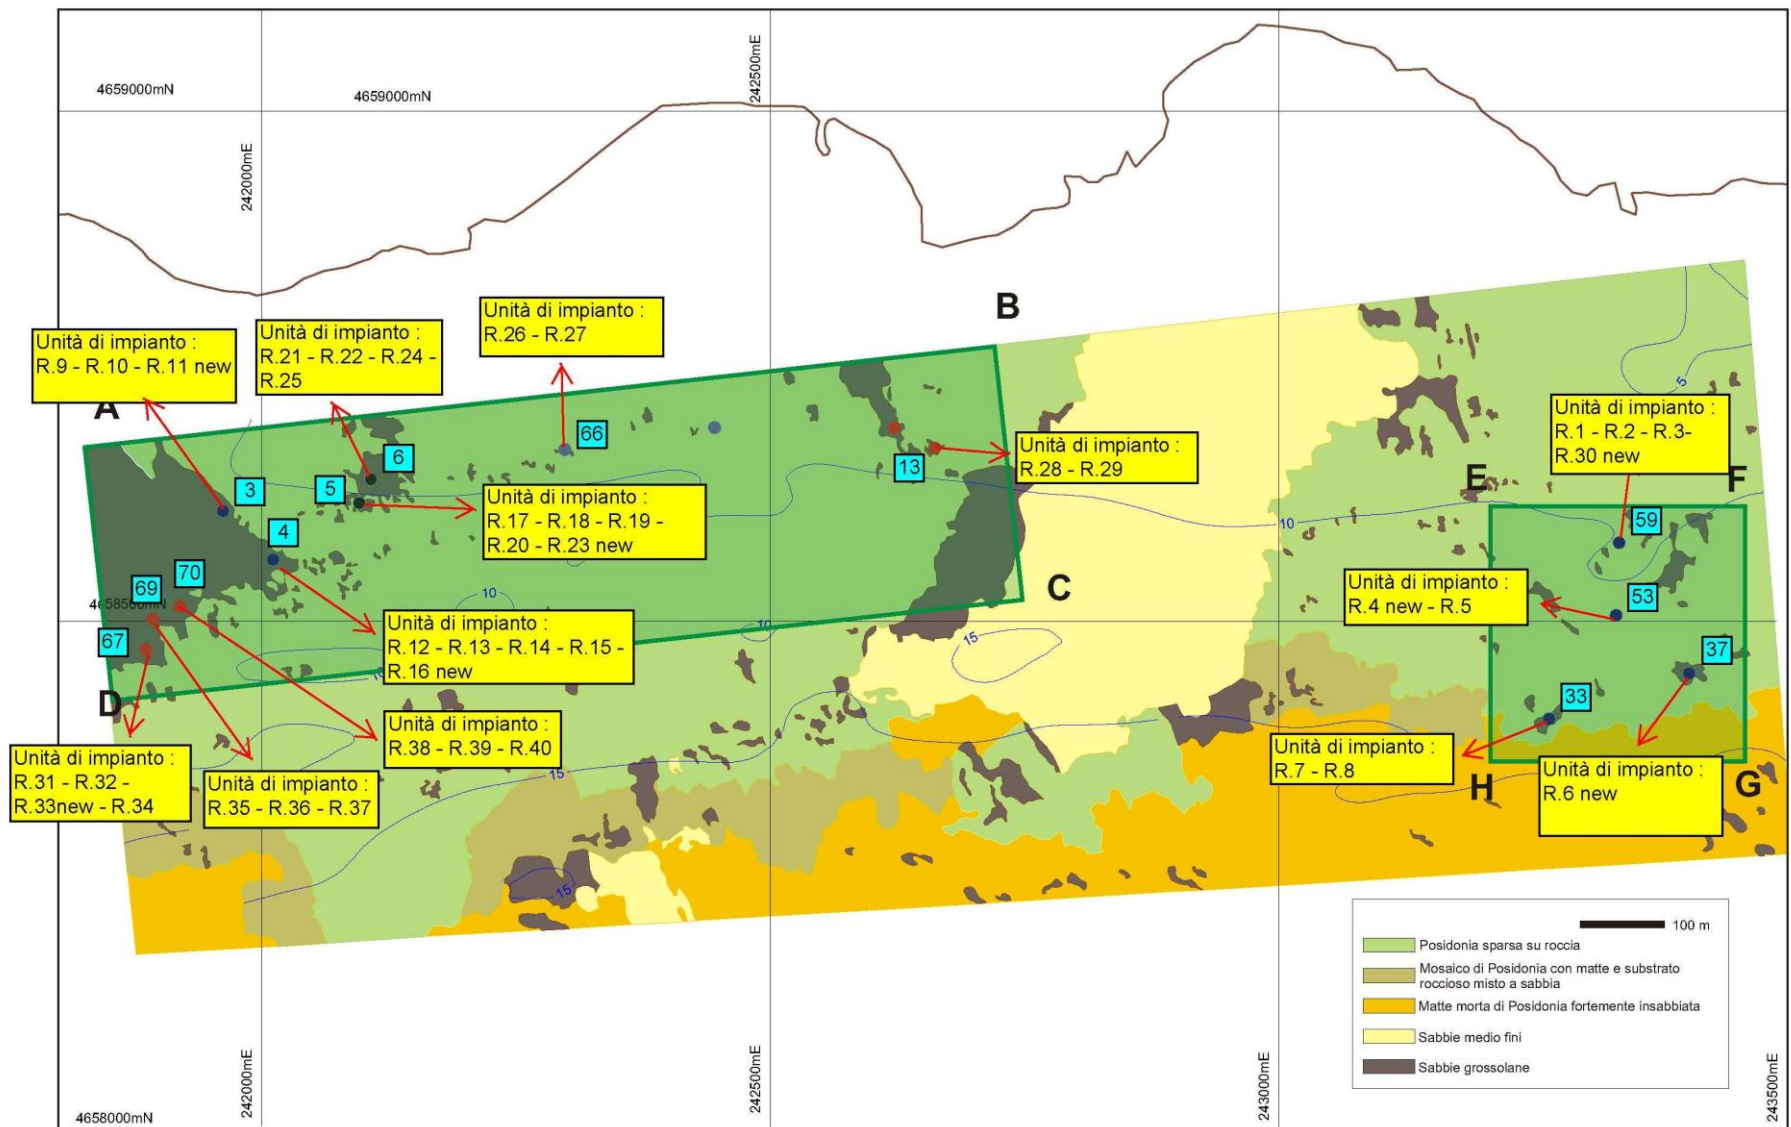 4659000mN
4659000mN
242500mE
242000mE
Unità di impianto :
R.9 - R.10 - R.11 new
Unità di impianto :
R.21 - R.22 - R.24 -
R.25
Unità di impianto :
R.26 - R.27
A
B
5
Unità di impianto :
R.1 - R.2 - R.3-
R.30 new
66
6
13
Unità di impianto :
R.28 - R.29
3
5
Unità di impianto :
R.17 - R.18 - R.19 -
R.20 - R.23 new
E
F
10
59
4
69
70
4658500mN
10
C
Unità di impianto :
R.4 new - R.5
53
67
Unità di impianto :
R.12 - R.13 - R.14 - R.15 -
R.16 new
10
15
10
37
D
33
Unità di impianto :
R.38 - R.39 - R.40
Unità di impianto :
R.31 - R.32 -
R.33new - R.34
Unità di impianto :
R.35 - R.36 - R.37
15
Unità di impianto :
R.7 - R.8
H
Unità di impianto :
R.6 new
G
15
100 m
Posidonia sparsa su roccia
Mosaico di Posidonia con matte e substrato
roccioso misto a sabbia
Matte morta di Posidonia fortemente insabbiata
Sabbie medio fini
Sabbie grossolane
4658000mN
242000mE
242500mE
243000mE
243500mE